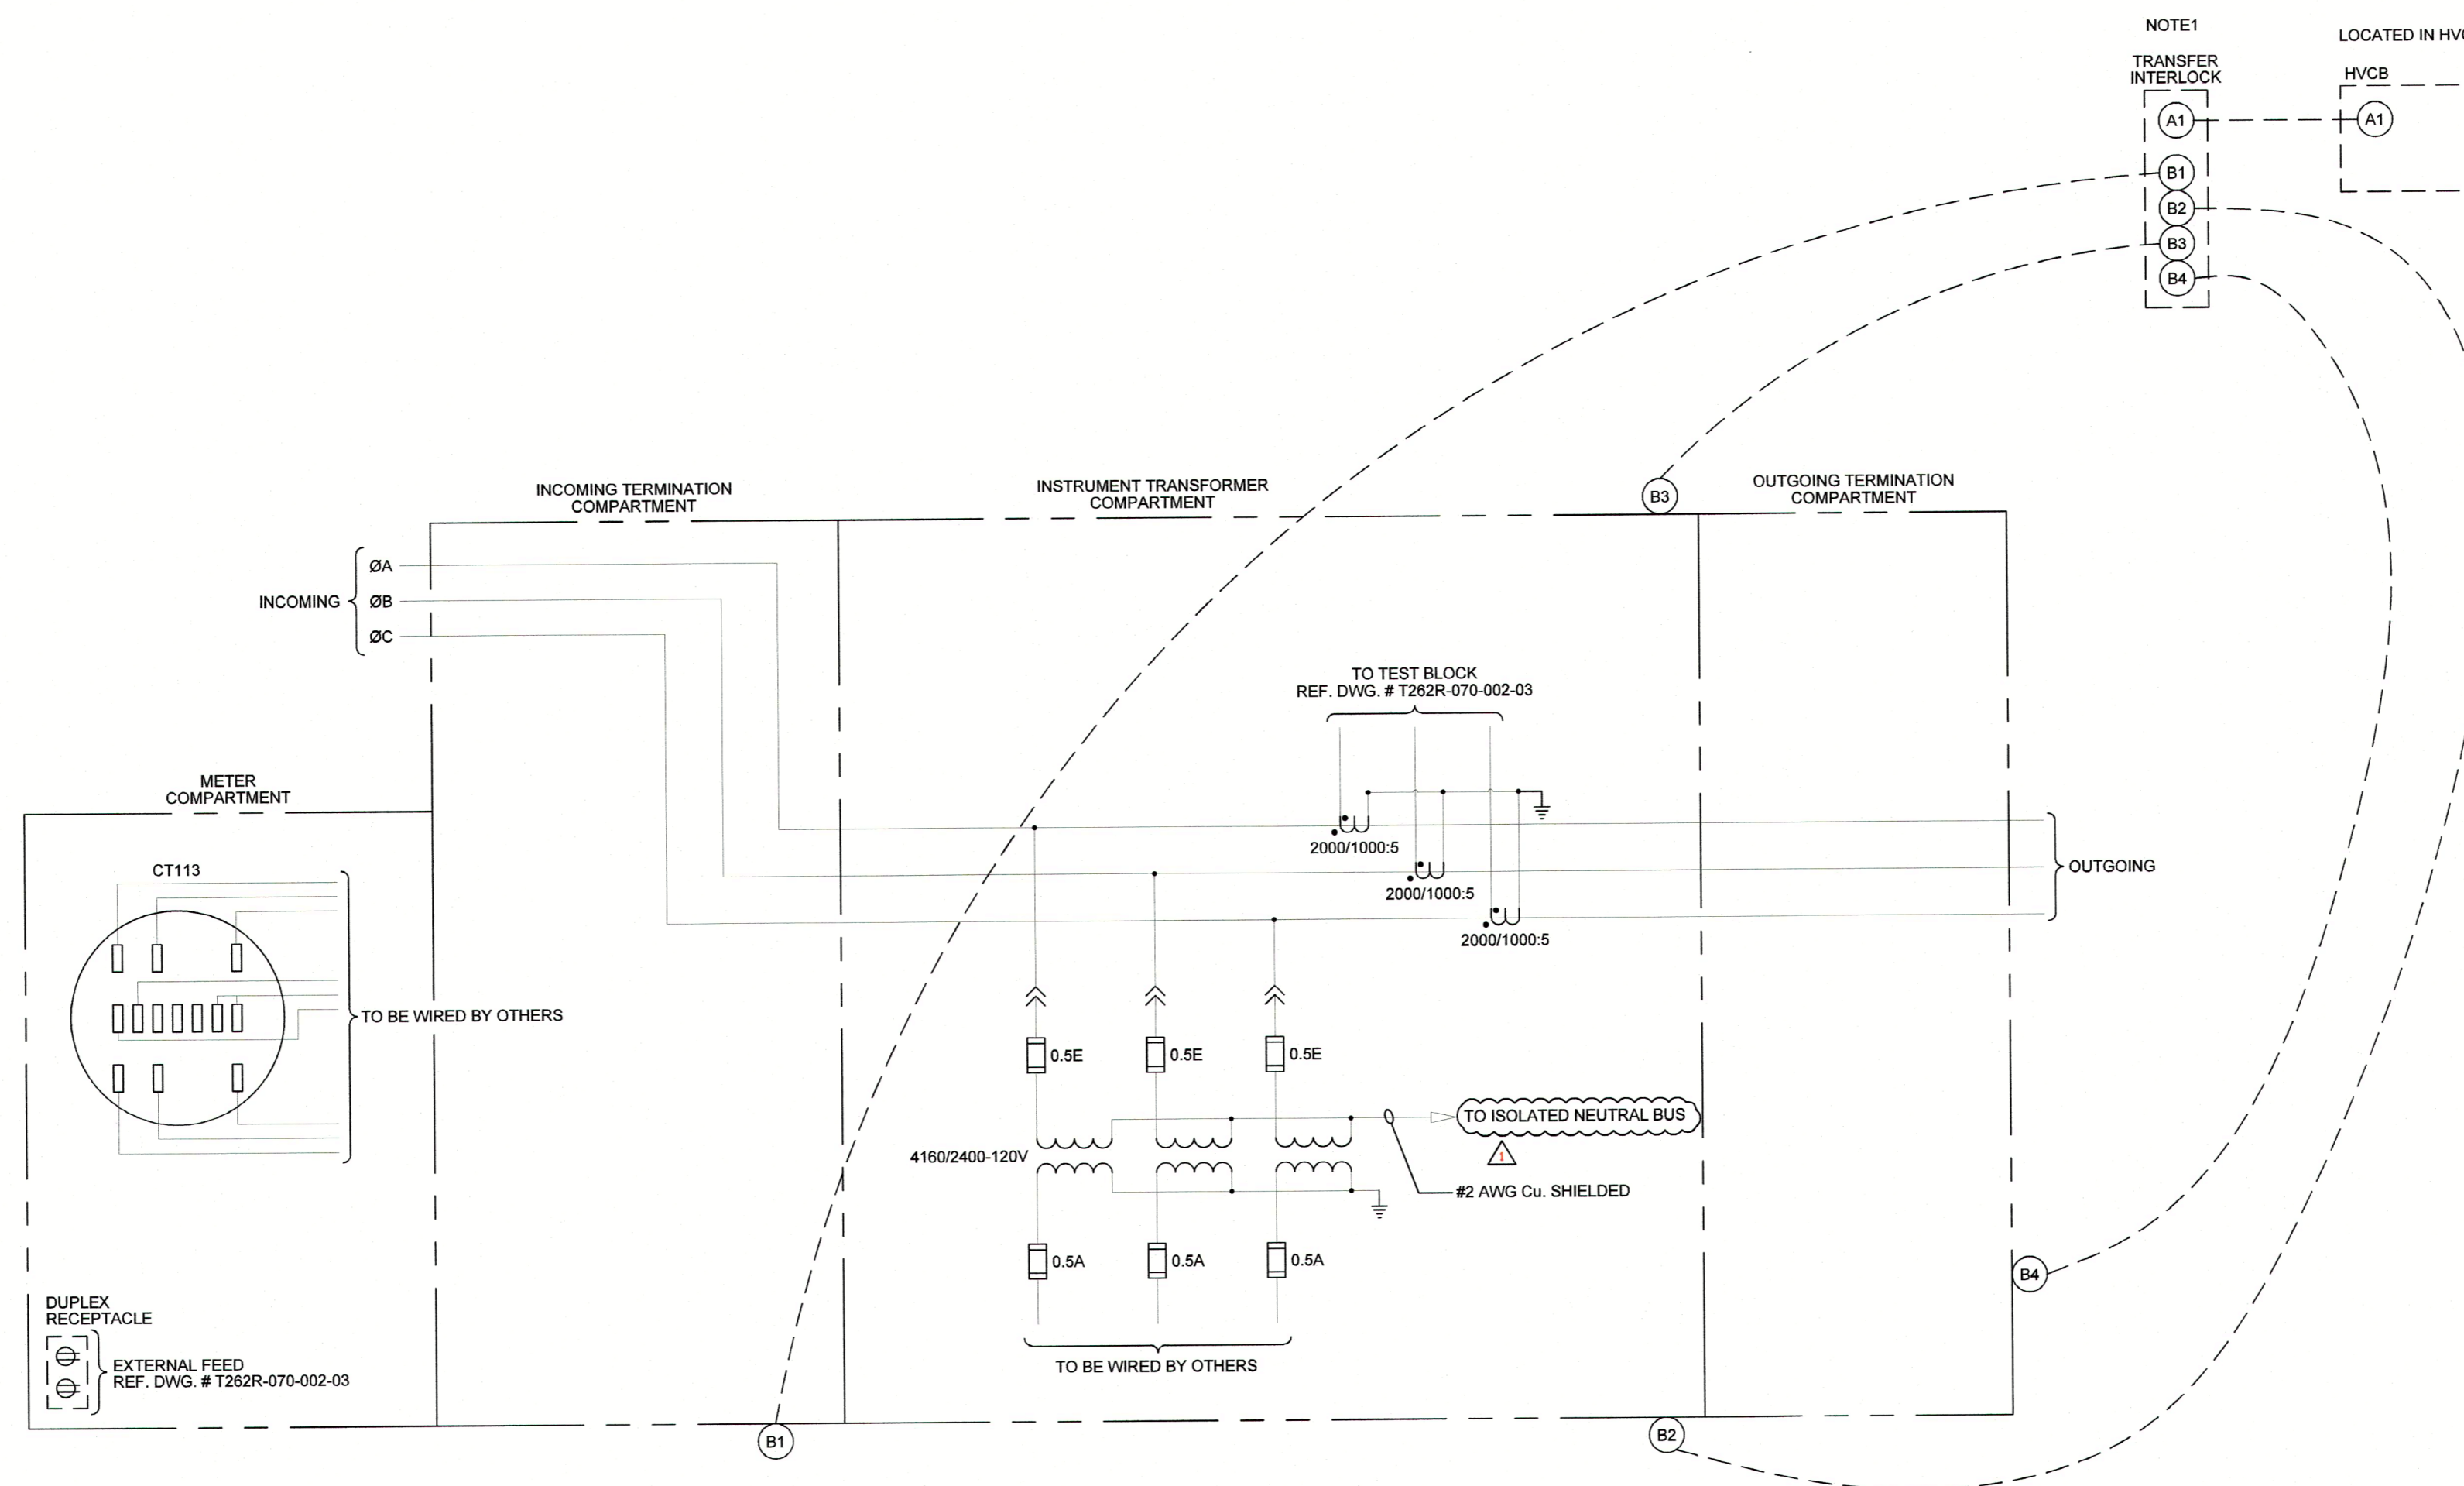 NOTE1
LOCATED IN HV
TRANSFER
INTERLOCK
HVCB
A1
A1
B1
B2
B3
B4
INCOMING TERMINATION
COMPARTMENT
INSTRUMENT TRANSFORMER
COMPARTMENT
B3
OUTGOING TERMINATION
COMPARTMENT
INCOMING
ØA
ØB
ØC
TO TEST BLOCK
REF. DWG. # T262R-070-002-03
METER
COMPARTMENT
2000/1000:5
2000/1000:5
2000/1000:5
OUTGOING
CT113
TO BE WIRED BY OTHERS
0.5E
0.5E
0.5E
TO ISOLATED NEUTRAL BUS
1
4160/2400-120V
#2 AWG Cu. SHIELDED
0.5A
0.5A
0.5A
B4
DUPLEX
RECEPTACLE
EXTERNAL FEED
REF. DWG. # T262R-070-002-03
TO BE WIRED BY OTHERS
B1
B2